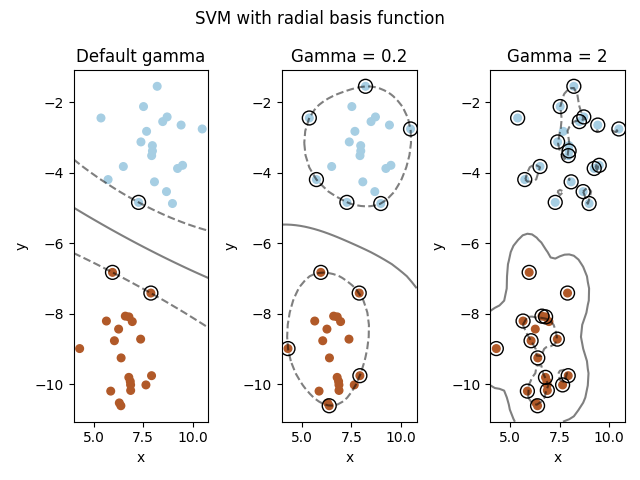 SVM with radial basis function
Default gamma
Gamma = 0.2
Gamma = 2
−2
−4
−6
−8
−10
y
5.0 7.5 10.0
x
−2
−4
−6
−8
−10
y
5.0 7.5 10.0
x
−2
−4
−6
−8
−10
y
5.0 7.5 10.0
x